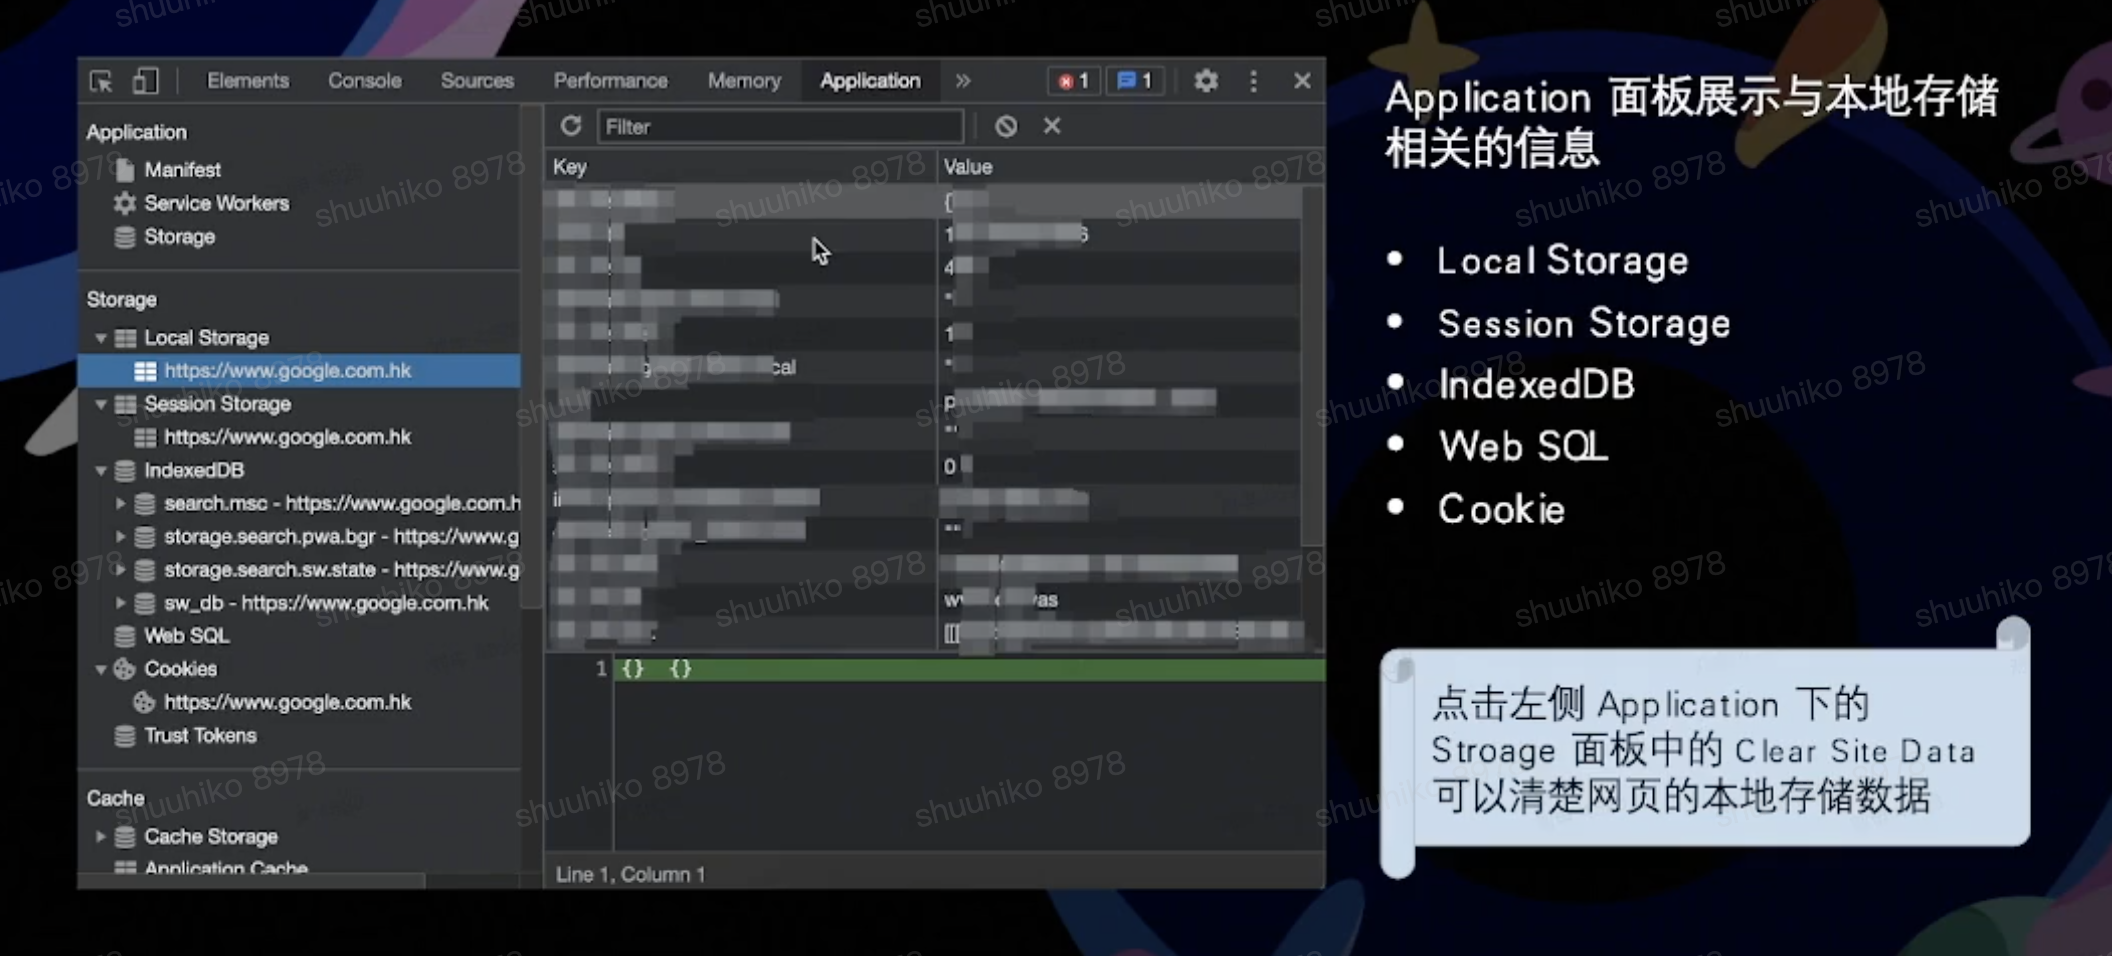 Elements Console Sources Performance Memory Application » 1 1
Application
Manifest
Service Workers
Storage
Storage
Local Storage
https://www.google.com.hk
Session Storage
https://www.google.com.hk
IndexedDB
search.msc - https://www.google.com.h
storage.search.pwa.bgr - https://www.g
storage.search.sw.state - https://www.g
sw_db - https://www.google.com.hk
Web SQL
Cookies
https://www.google.com.hk
Trust Tokens
Cache
Cache Storage
Application Cache
Filter
Key Value
1 {} {}
Line 1, Column 1
Application 面板展示与本地存储
相关的信息
• Local Storage
• Session Storage
• IndexedDB
• Web SQL
• Cookie
点击左侧 Application 下的
Stroage 面板中的 Clear Site Data
可以清楚网页的本地存储数据
shuuhiko 8978